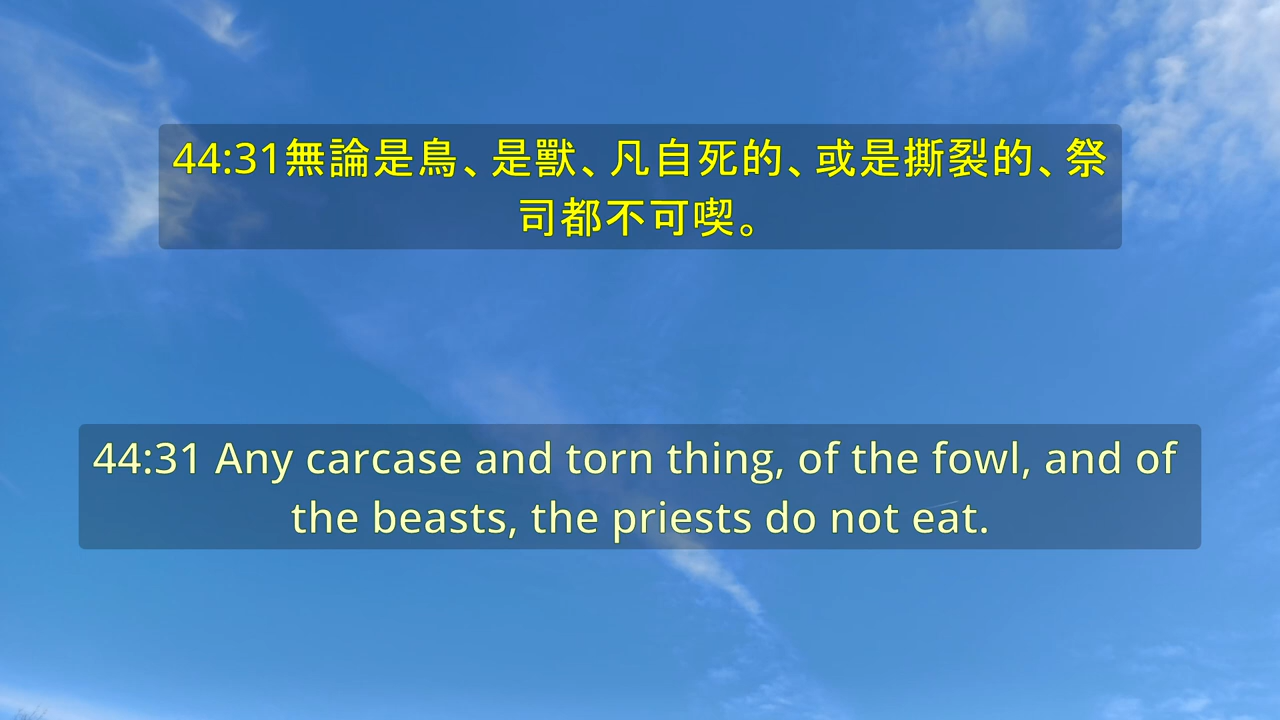 44:31無論是鳥、是獸、凡自死的、或是撕裂的、祭
司都不可喫。
44:31 Any carcase and torn thing, of the fowl, and of
the beasts, the priests do not eat.